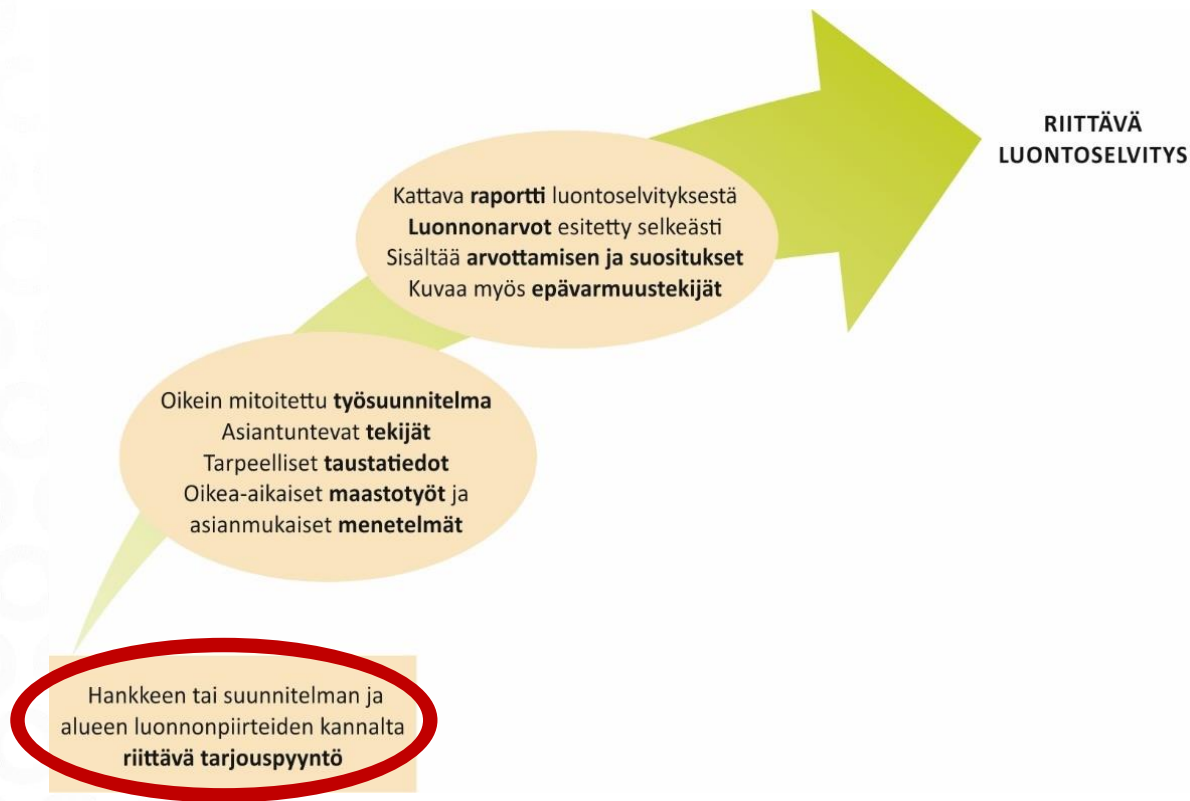 RIITTÄVÄ
LUONTOSELVITYS
Kattava raportti luontoselvityksestä
Luonnonarvot esitetty selkeästi
Sisältää arvottamisen ja suositukset
Kuvaa myös epävarmuustekijät
Oikein mitoitettu työsuunnitelma
Asiantuntevat tekijät
Tarpeelliset taustatiedot
Oikea-aikaiset maastotyöt ja
asianmukaiset menetelmät
Hankkeen tai suunnitelman ja
alueen luonnonpiirteiden kannalta
riittävä tarjouspyyntö